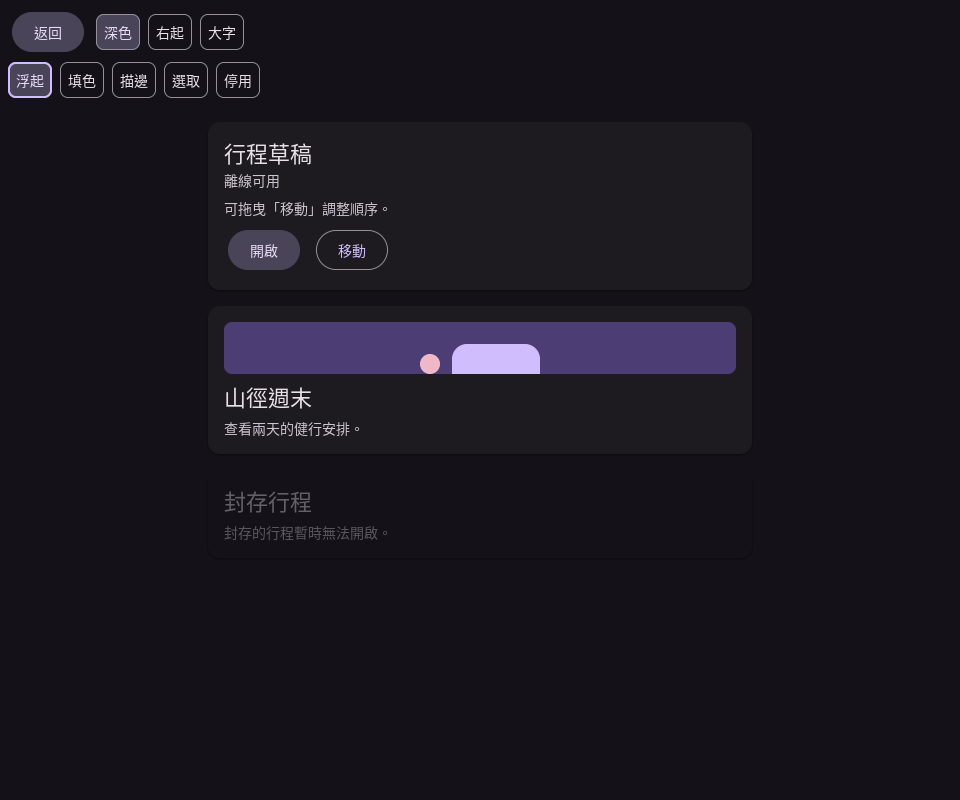 返回 深色 右起 大字
浮起 填色 描邊 選取 停用
行程草稿
離線可用
可拖曳「移動」調整順序。
開啟 移動
山徑週末
查看兩天的健行安排。
封存行程
封存的行程暫時無法開啟。